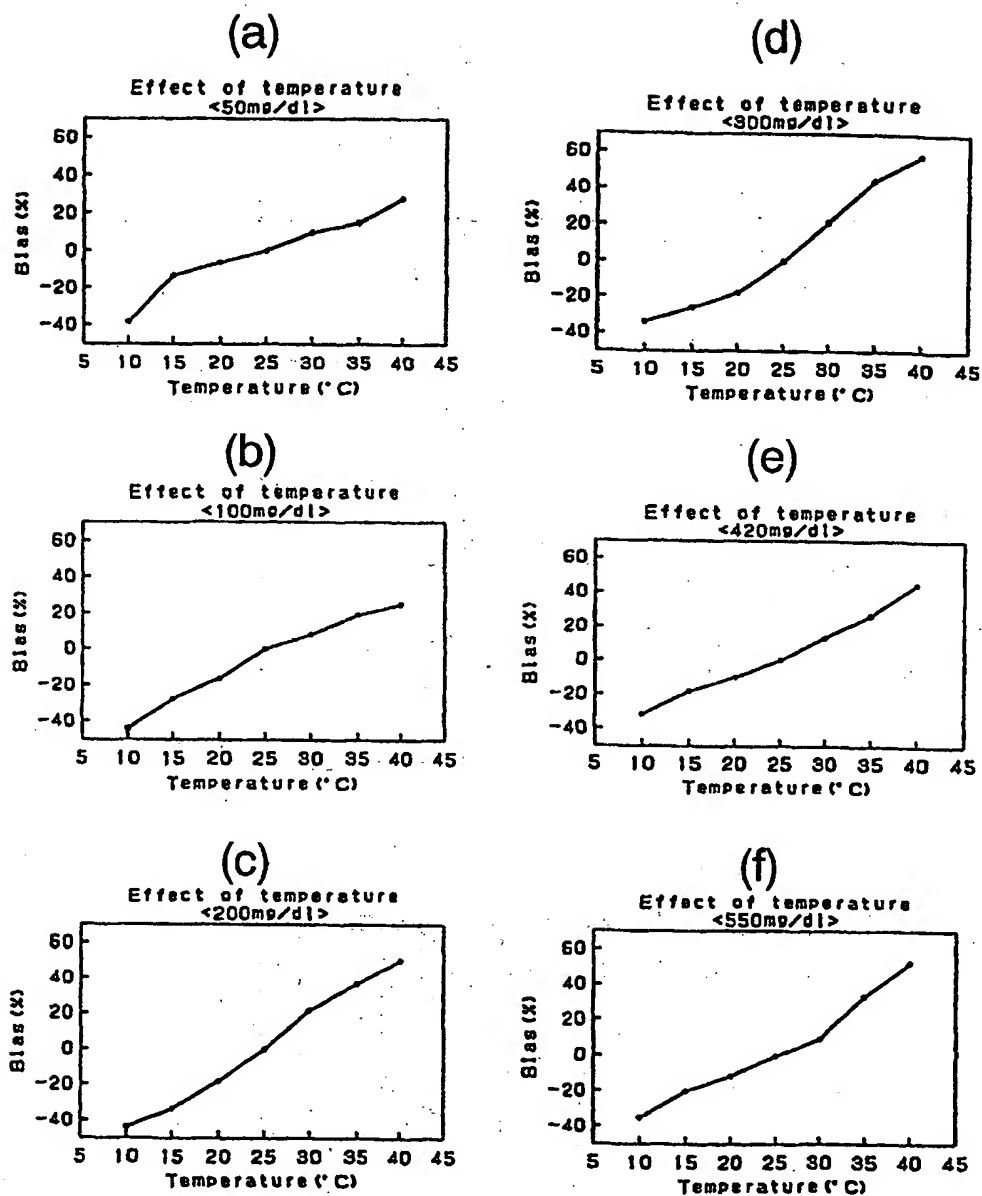 (a)
Effect of temperature
<50mg/dl>
60
40
20
0
-20
-40
Bias(%)
5 10 15 20 25 30 35 40 45
Temperature(°C)
(b)
Effect of temperature
<100mg/dl>
60
40
20
0
-20
-40
Bias(%)
5 10 15 20 25 30 35 40 45
Temperature(°C)
(c)
Effect of temperature
<200mg/dl>
60
40
20
0
-20
-40
Bias(%)
5 10 15 20 25 30 35 40 45
Temperature(°C)
(d)
Effect of temperature
<300mg/dl>
60
40
20
0
-20
-40
Bias(%)
5 10 15 20 25 30 35 40 45
Temperature(°C)
(e)
Effect of temperature
<420mg/dl>
60
40
20
0
-20
-40
Bias(%)
5 10 15 20 25 30 35 40 45
Temperature(°C)
(f)
Effect of temperature
<550mg/dl>
60
40
20
0
-20
-40
Bias(%)
5 10 15 20 25 30 35 40 45
Temperature(°C)